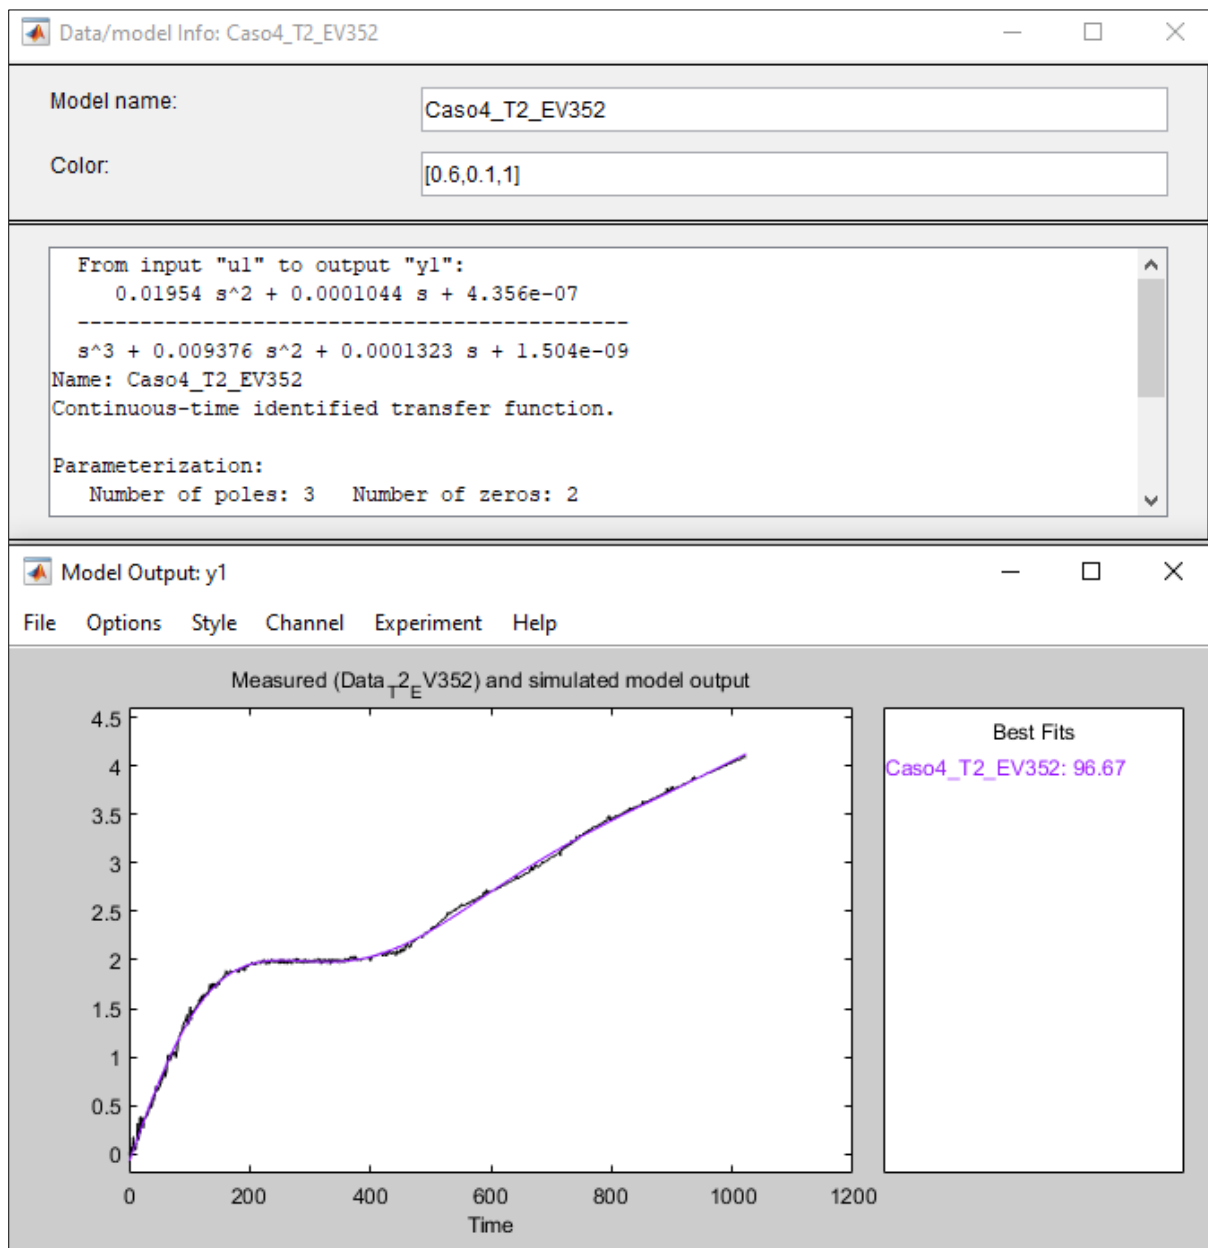 Data/model Info: Caso4_T2_EV352
Model name:
Caso4_T2_EV352
Color:
[0.6,0.1,1]
From input "u1" to output "y1":
0.01954 s^2 + 0.0001044 s + 4.356e-07
--------------------------------------------
s^3 + 0.009376 s^2 + 0.0001323 s + 1.504e-09
Name: Caso4_T2_EV352
Continuous-time identified transfer function.
Parameterization:
Number of poles: 3   Number of zeros: 2
Model Output: y1
File Options Style Channel Experiment Help
Measured (Data_T2_EV352) and simulated model output
4.5
4
3.5
3
2.5
2
1.5
1
0.5
0
0 200 400 600 800 1000 1200
Time
Best Fits
Caso4_T2_EV352: 96.67